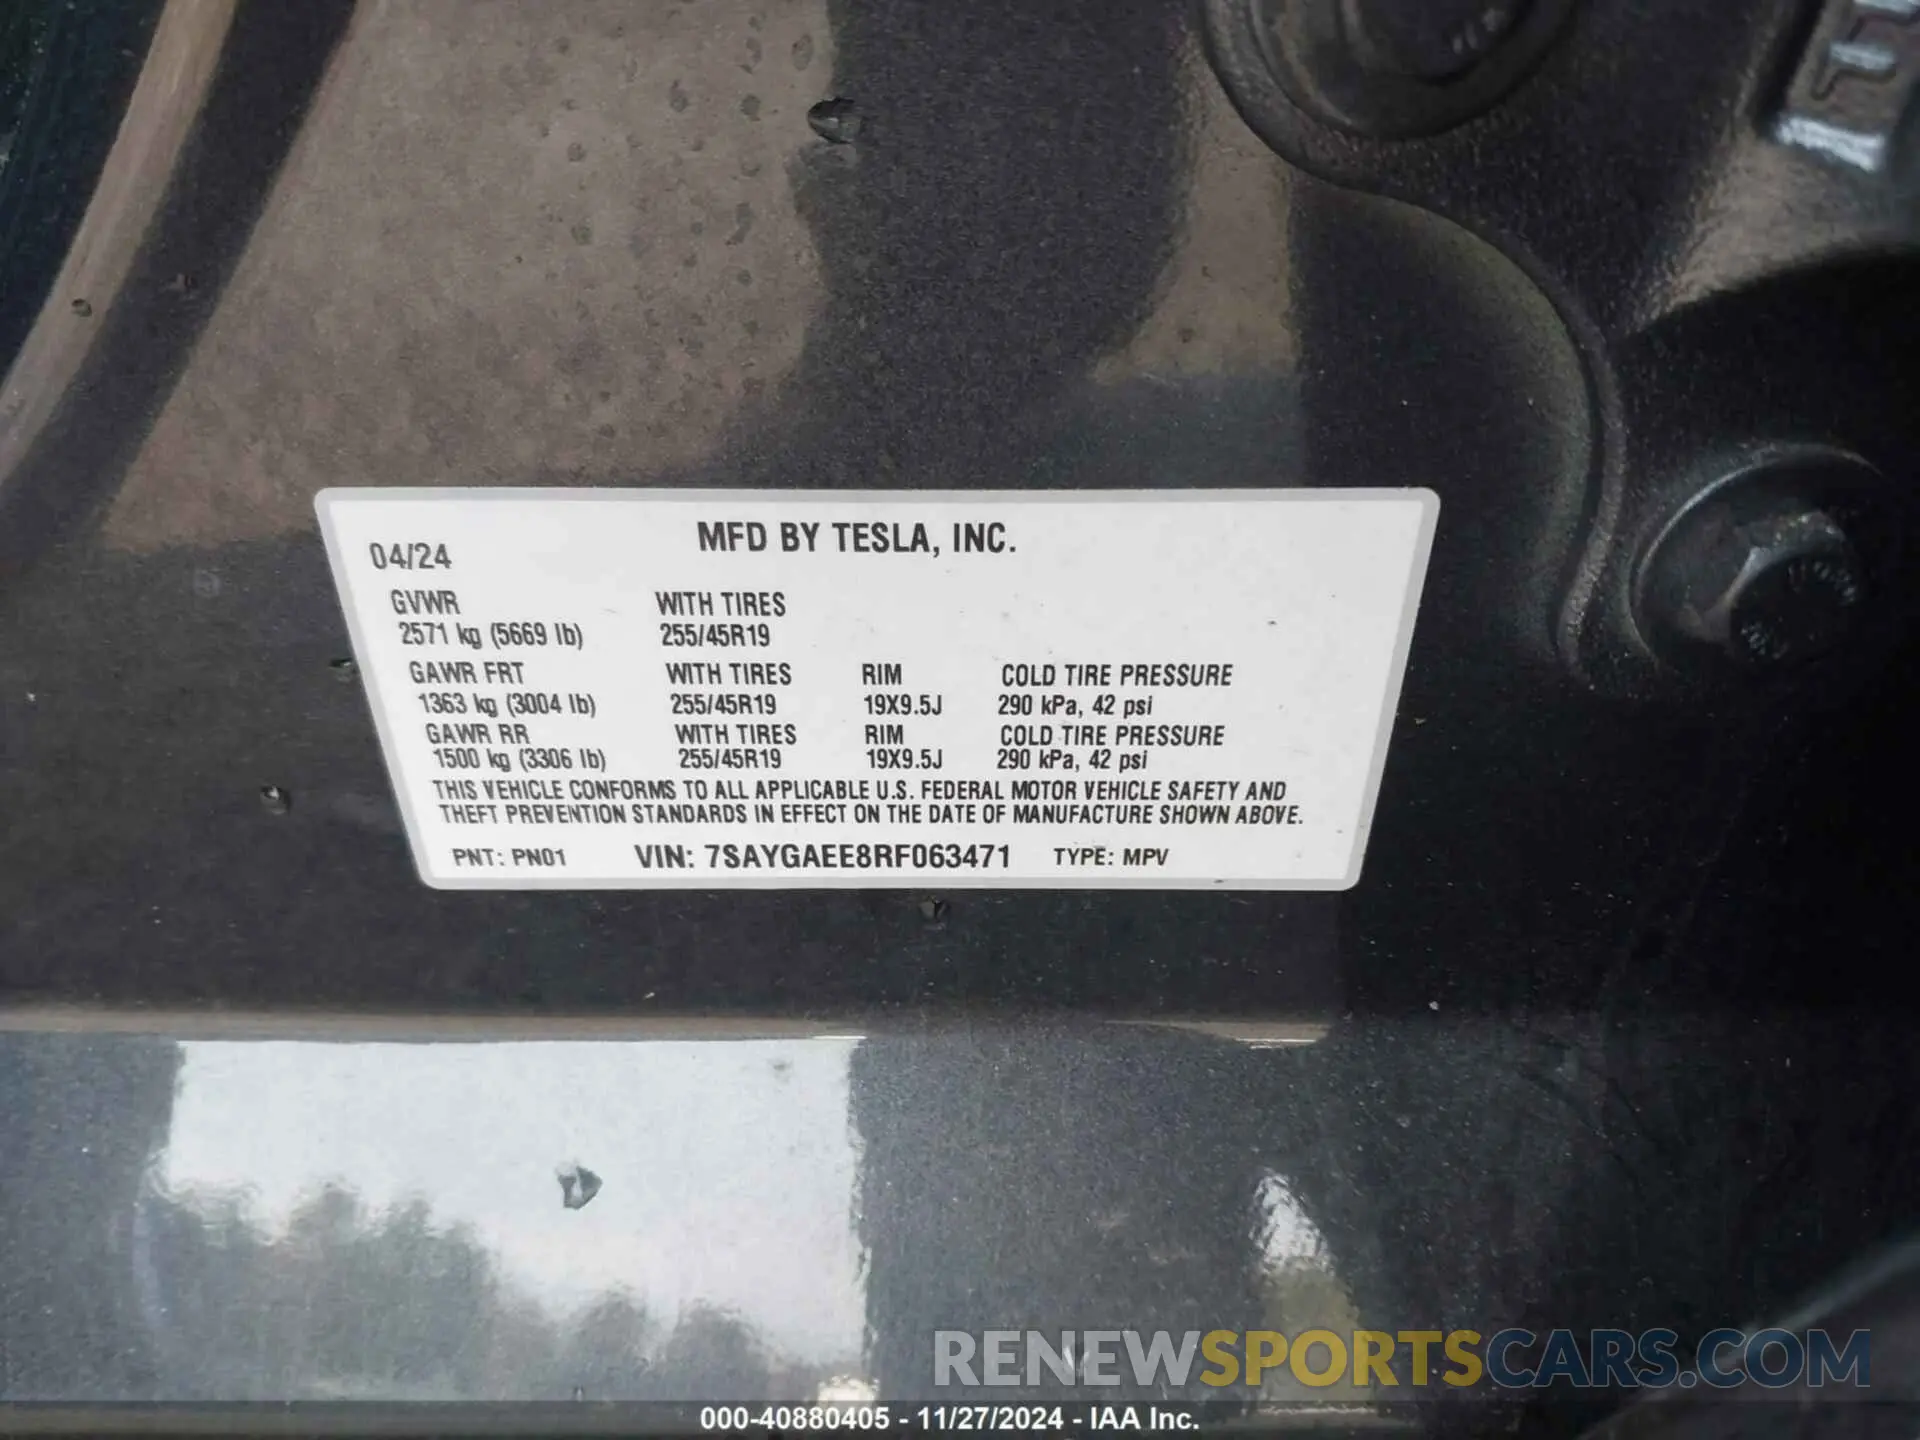 MFD BY TESLA, INC.
04/24
GVWR WITH TIRES
2571 kg (5669 lb) 255/45R19
GAWR FRT WITH TIRES RIM COLD TIRE PRESSURE
1363 kg (3004 lb) 255/45R19 19X9.5J 290 kPa, 42 psi
GAWR RR WITH TIRES RIM COLD TIRE PRESSURE
1500 kg (3306 lb) 255/45R19 19X9.5J 290 kPa, 42 psi
THIS VEHICLE CONFORMS TO ALL APPLICABLE U.S. FEDERAL MOTOR VEHICLE SAFETY AND
THEFT PREVENTION STANDARDS IN EFFECT ON THE DATE OF MANUFACTURE SHOWN ABOVE.
PNT: PN01 VIN: 7SAYGAEE8RF063471 TYPE: MPV
RENEWSPORTSCARS.COM
000-40880405 - 11/27/2024 - IAA Inc.